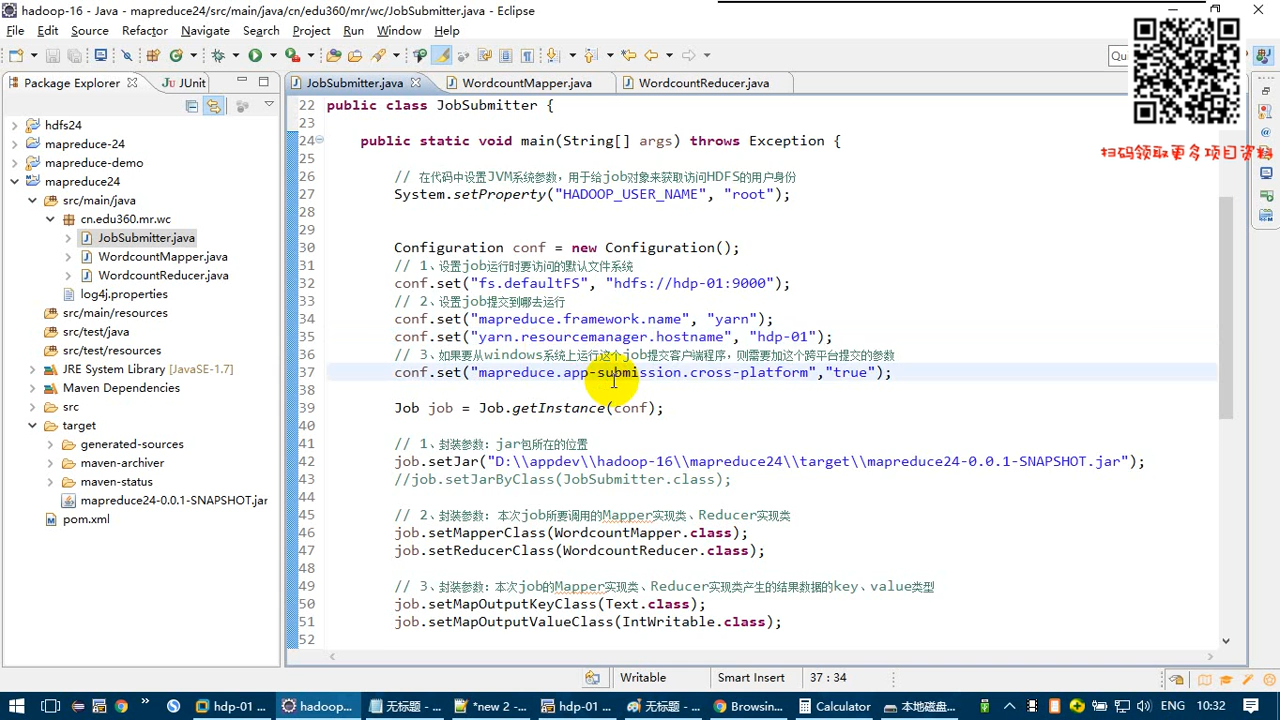 hadoop-16 - Java - mapreduce24/src/main/java/cn/edu360/mr/wc/JobSubmitter.java - Eclipse
File Edit Source Refactor Navigate Search Project Run Window Help
扫码领取更多项目资料
Package Explorer
JUnit
hdfs24
mapreduce-24
mapreduce-demo
mapreduce24
src/main/java
cn.edu360.mr.wc
JobSubmitter.java
WordcountMapper.java
WordcountReducer.java
log4j.properties
src/main/resources
src/test/java
src/test/resources
JRE System Library [JavaSE-1.7]
Maven Dependencies
src
target
generated-sources
maven-archiver
maven-status
mapreduce24-0.0.1-SNAPSHOT.jar
pom.xml
JobSubmitter.java WordcountMapper.java WordcountReducer.java
22 public class JobSubmitter {
23
24 public static void main(String[] args) throws Exception {
25
26 // 在代码中设置JVM系统参数，用于给job对象来获取访问HDFS的用户身份
27 System.setProperty("HADOOP_USER_NAME", "root");
28
29
30 Configuration conf = new Configuration();
31 // 1、设置job运行时要访问的默认文件系统
32 conf.set("fs.defaultFS", "hdfs://hdp-01:9000");
33 // 2、设置job提交到哪去运行
34 conf.set("mapreduce.framework.name", "yarn");
35 conf.set("yarn.resourcemanager.hostname", "hdp-01");
36 // 3、如果要从windows系统上运行这个job提交客户端程序，则需要加这个跨平台提交的参数
37 conf.set("mapreduce.app-submission.cross-platform","true");
38
39 Job job = Job.getInstance(conf);
40
41 // 1、封装参数：jar包所在的位置
42 job.setJar("D:\\appdev\\hadoop-16\\mapreduce24\\target\\mapreduce24-0.0.1-SNAPSHOT.jar");
43 //job.setJarByClass(JobSubmitter.class);
44
45 // 2、封装参数：本次job所要调用的Mapper实现类、Reducer实现类
46 job.setMapperClass(WordcountMapper.class);
47 job.setReducerClass(WordcountReducer.class);
48
49 // 3、封装参数：本次job的Mapper实现类、Reducer实现类产生的结果数据的key、value类型
50 job.setMapOutputKeyClass(Text.class);
51 job.setMapOutputValueClass(IntWritable.class);
52
Writable Smart Insert 37 : 34
hdp-01 ... hadoop... 无标题 - ... *new 2 - ... hdp-01 ... 无标题 - ... Browsin... Calculator 本地磁盘... ENG 10:32